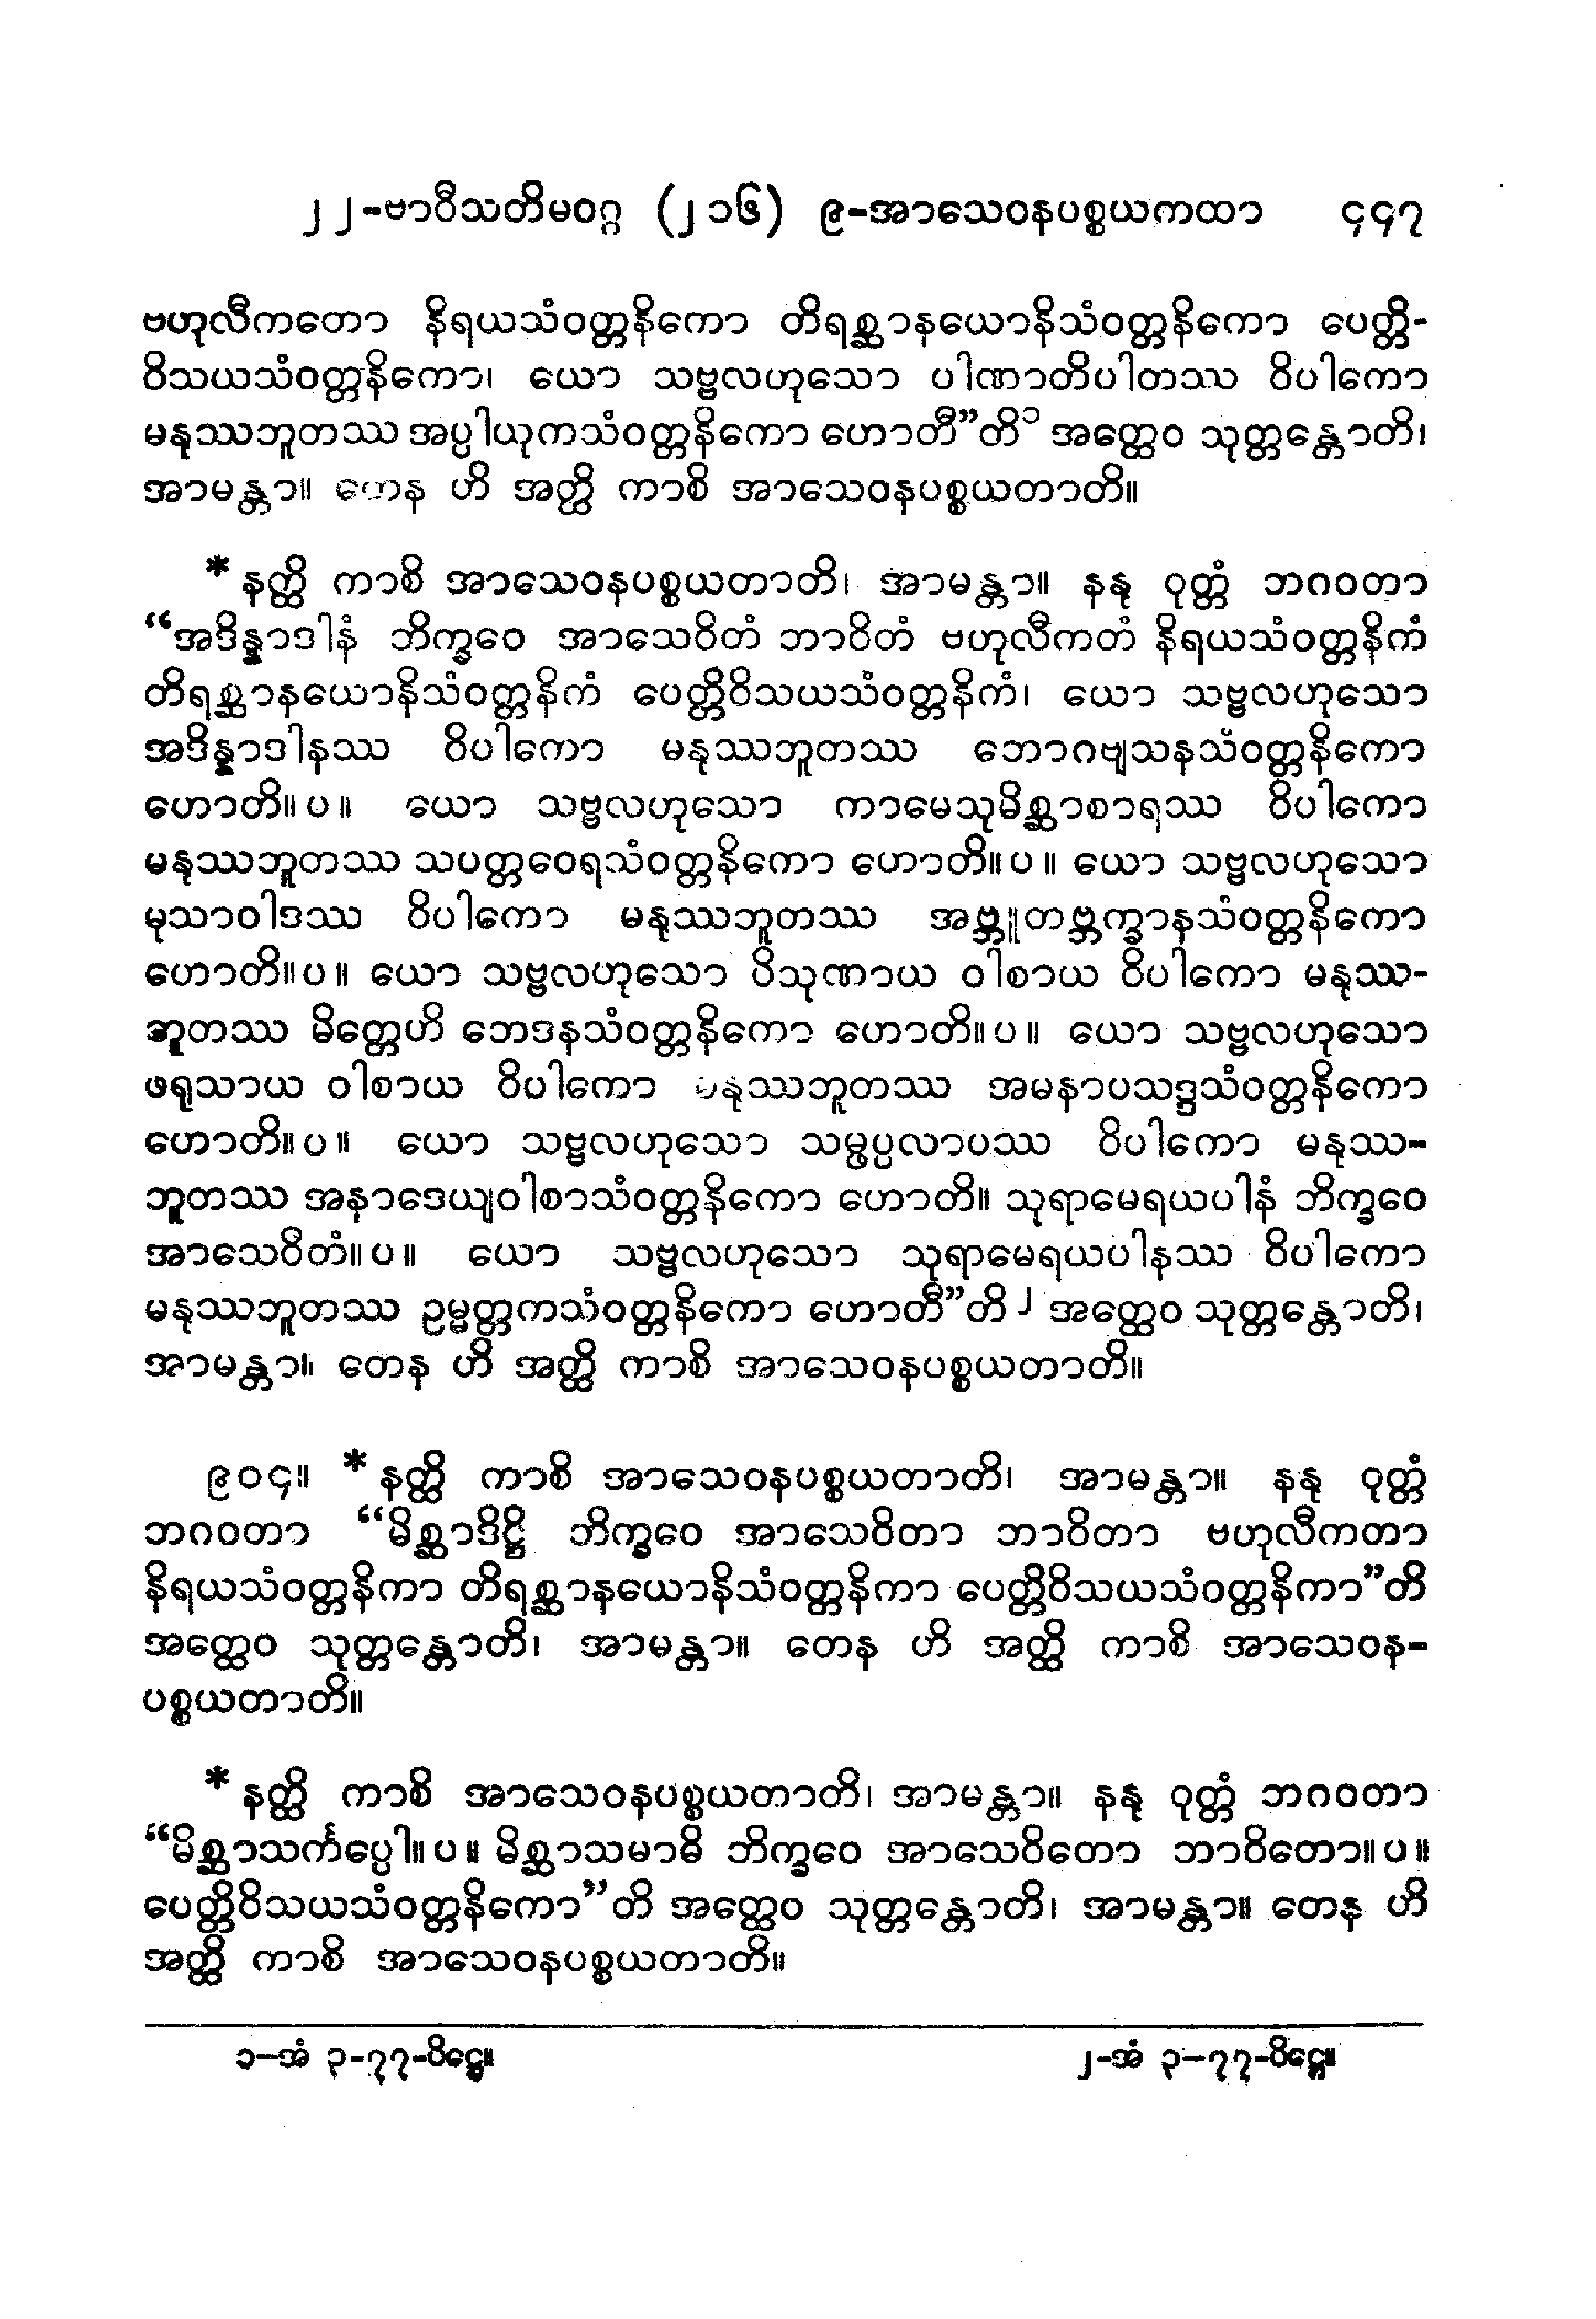 ၂၂-ဗာဝီသတိမဝဂ္ဂ (၂၁၆) ၉-အာသေဝနပစ္စယကထာ ၄၄၇
ဗဟုလီကတော နိရယသံဝတ္တနိကော တိရစ္ဆာနယောနိသံဝတ္တနိကော ပေတ္တိ-
ဝိသယသံဝတ္တနိကော၊ ယော သဗ္ဗလဟုသော ပါဏာတိပါတဿ ဝိပါကော
မနုဿဘူတဿ အပ္ပါယုကသံဝတ္တနိကော ဟောတီ”တိ၁ အတ္ထေဝ သုတ္တန္တောတိ၊
အာမန္တာ။ တေန ဟိ အတ္ထိ ကာစိ အာသေဝနပစ္စယတာတိ။
* နတ္ထိ ကာစိ အာသေဝနပစ္စယတာတိ၊ အာမန္တာ။ နနု ဝုတ္တံ ဘဂဝတာ
“အဒိန္နာဒါနံ ဘိက္ခဝေ အာသေဝိတံ ဘာဝိတံ ဗဟုလီကတံ နိရယသံဝတ္တနိကံ
တိရစ္ဆာနယောနိသံဝတ္တနိကံ ပေတ္တိဝိသယသံဝတ္တနိကံ၊ ယော သဗ္ဗလဟုသော
အဒိန္နာဒါနဿ ဝိပါကော မနုဿဘူတဿ ဘောဂဗျသနသံဝတ္တနိကော
ဟောတိ။ပ။ ယော သဗ္ဗလဟုသော ကာမေသုမိစ္ဆာစာရဿ ဝိပါကော
မနုဿဘူတဿ သပတ္တဝေရသံဝတ္တနိကော ဟောတိ။ပ။ ယော သဗ္ဗလဟုသော
မုသာဝါဒဿ ဝိပါကော မနုဿဘူတဿ အဗ္ဘူတဗ္ဘက္ခာနသံဝတ္တနိကော
ဟောတိ။ပ။ ယော သဗ္ဗလဟုသော ပိသုဏာယ ဝါစာယ ဝိပါကော မနုဿ-
ဘူတဿ မိတ္တေဟိ ဘေဒနသံဝတ္တနိကော ဟောတိ။ပ။ ယော သဗ္ဗလဟုသော
ဖရုသာယ ဝါစာယ ဝိပါကော မနုဿဘူတဿ အမနာပသဒ္ဒသံဝတ္တနိကော
ဟောတိ။ပ။ ယော သဗ္ဗလဟုသော သမ္ဖပ္ပလာပဿ ဝိပါကော မနုဿ-
ဘူတဿ အနာဒေယျဝါစာသံဝတ္တနိကော ဟောတိ။ သုရာမေရယပါနံ ဘိက္ခဝေ
အာသေဝိတံ။ပ။ ယော သဗ္ဗလဟုသော သုရာမေရယပါနဿ ဝိပါကော
မနုဿဘူတဿ ဥမ္မတ္တကသံဝတ္တနိကော ဟောတီ”တိ၂ အတ္ထေဝ သုတ္တန္တောတိ၊
အာမန္တာ။ တေန ဟိ အတ္ထိ ကာစိ အာသေဝနပစ္စယတာတိ။
၉၀၄။ * နတ္ထိ ကာစိ အာသေဝနပစ္စယတာတိ၊ အာမန္တာ။ နနု ဝုတ္တံ
ဘဂဝတာ “မိစ္ဆာဒိဋ္ဌိ ဘိက္ခဝေ အာသေဝိတာ ဘာဝိတာ ဗဟုလီကတာ
နိရယသံဝတ္တနိကာ တိရစ္ဆာနယောနိသံဝတ္တနိကာ ပေတ္တိဝိသယသံဝတ္တနိကာ”တိ
အတ္ထေဝ သုတ္တန္တောတိ၊ အာမန္တာ။ တေန ဟိ အတ္ထိ ကာစိ အာသေဝန-
ပစ္စယတာတိ။
* နတ္ထိ ကာစိ အာသေဝနပစ္စယတာတိ၊ အာမန္တာ။ နနု ဝုတ္တံ ဘဂဝတာ
“မိစ္ဆာသင်္ကပ္ပေါ။ပ။ မိစ္ဆာသမာဓိ ဘိက္ခဝေ အာသေဝိတော ဘာဝိတော။ပ။
ပေတ္တိဝိသယသံဝတ္တနိကော”တိ အတ္ထေဝ သုတ္တန္တောတိ၊ အာမန္တာ။ တေန ဟိ
အတ္ထိ ကာစိ အာသေဝနပစ္စယတာတိ။
၁-အံ ၃-၇၇-ပိဋ္ဌေ။ ၂-အံ ၃-၇၇-ပိဋ္ဌေ။